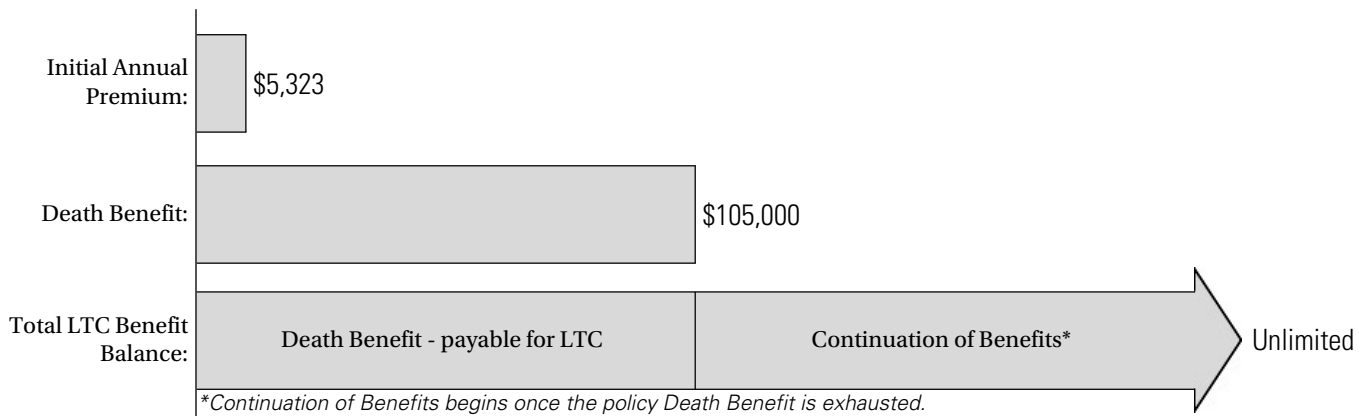 Initial Annual
Premium:
$5,323
Death Benefit:
$105,000
Total LTC Benefit
Balance:
Death Benefit - payable for LTC
Continuation of Benefits*
Unlimited
*Continuation of Benefits begins once the policy Death Benefit is exhausted.